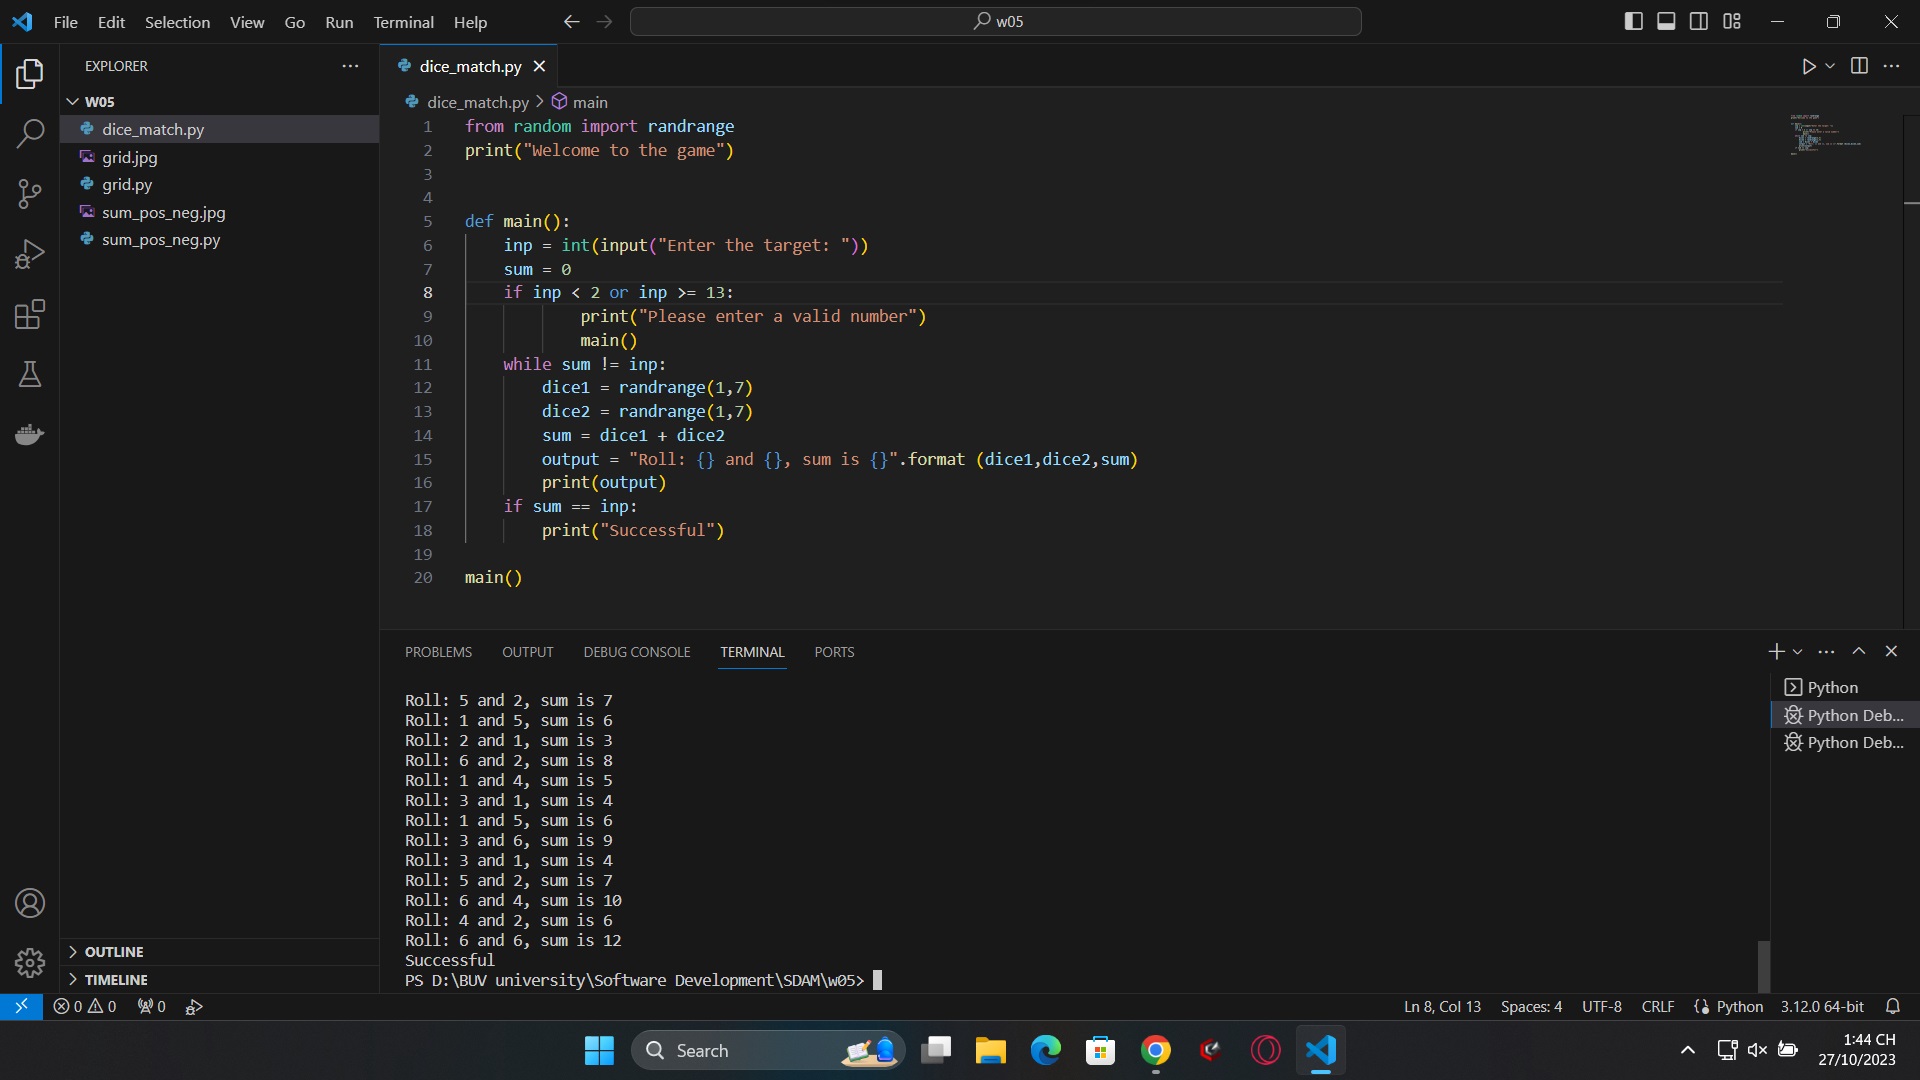 File Edit Selection View Go Run Terminal Help
w05
EXPLORER
W05
dice_match.py
grid.jpg
grid.py
sum_pos_neg.jpg
sum_pos_neg.py
OUTLINE
TIMELINE
dice_match.py
dice_match.py > main
1 from random import randrange
2 print("Welcome to the game")
3
4
5 def main():
6 inp = int(input("Enter the target: "))
7 sum = 0
8 if inp < 2 or inp >= 13:
9 print("Please enter a valid number")
10 main()
11 while sum != inp:
12 dice1 = randrange(1,7)
13 dice2 = randrange(1,7)
14 sum = dice1 + dice2
15 output = "Roll: {} and {}, sum is {}".format (dice1,dice2,sum)
16 print(output)
17 if sum == inp:
18 print("Successful")
19
20 main()
PROBLEMS OUTPUT DEBUG CONSOLE TERMINAL PORTS
Roll: 5 and 2, sum is 7
Roll: 1 and 5, sum is 6
Roll: 2 and 1, sum is 3
Roll: 6 and 2, sum is 8
Roll: 1 and 4, sum is 5
Roll: 3 and 1, sum is 4
Roll: 1 and 5, sum is 6
Roll: 3 and 6, sum is 9
Roll: 3 and 1, sum is 4
Roll: 5 and 2, sum is 7
Roll: 6 and 4, sum is 10
Roll: 4 and 2, sum is 6
Roll: 6 and 6, sum is 12
Successful
PS D:\BUV university\Software Development\SDAM\w05>
Python
Python Deb...
Python Deb...
0 0 0
Ln 8, Col 13 Spaces: 4 UTF-8 CRLF Python 3.12.0 64-bit
Search
1:44 CH
27/10/2023